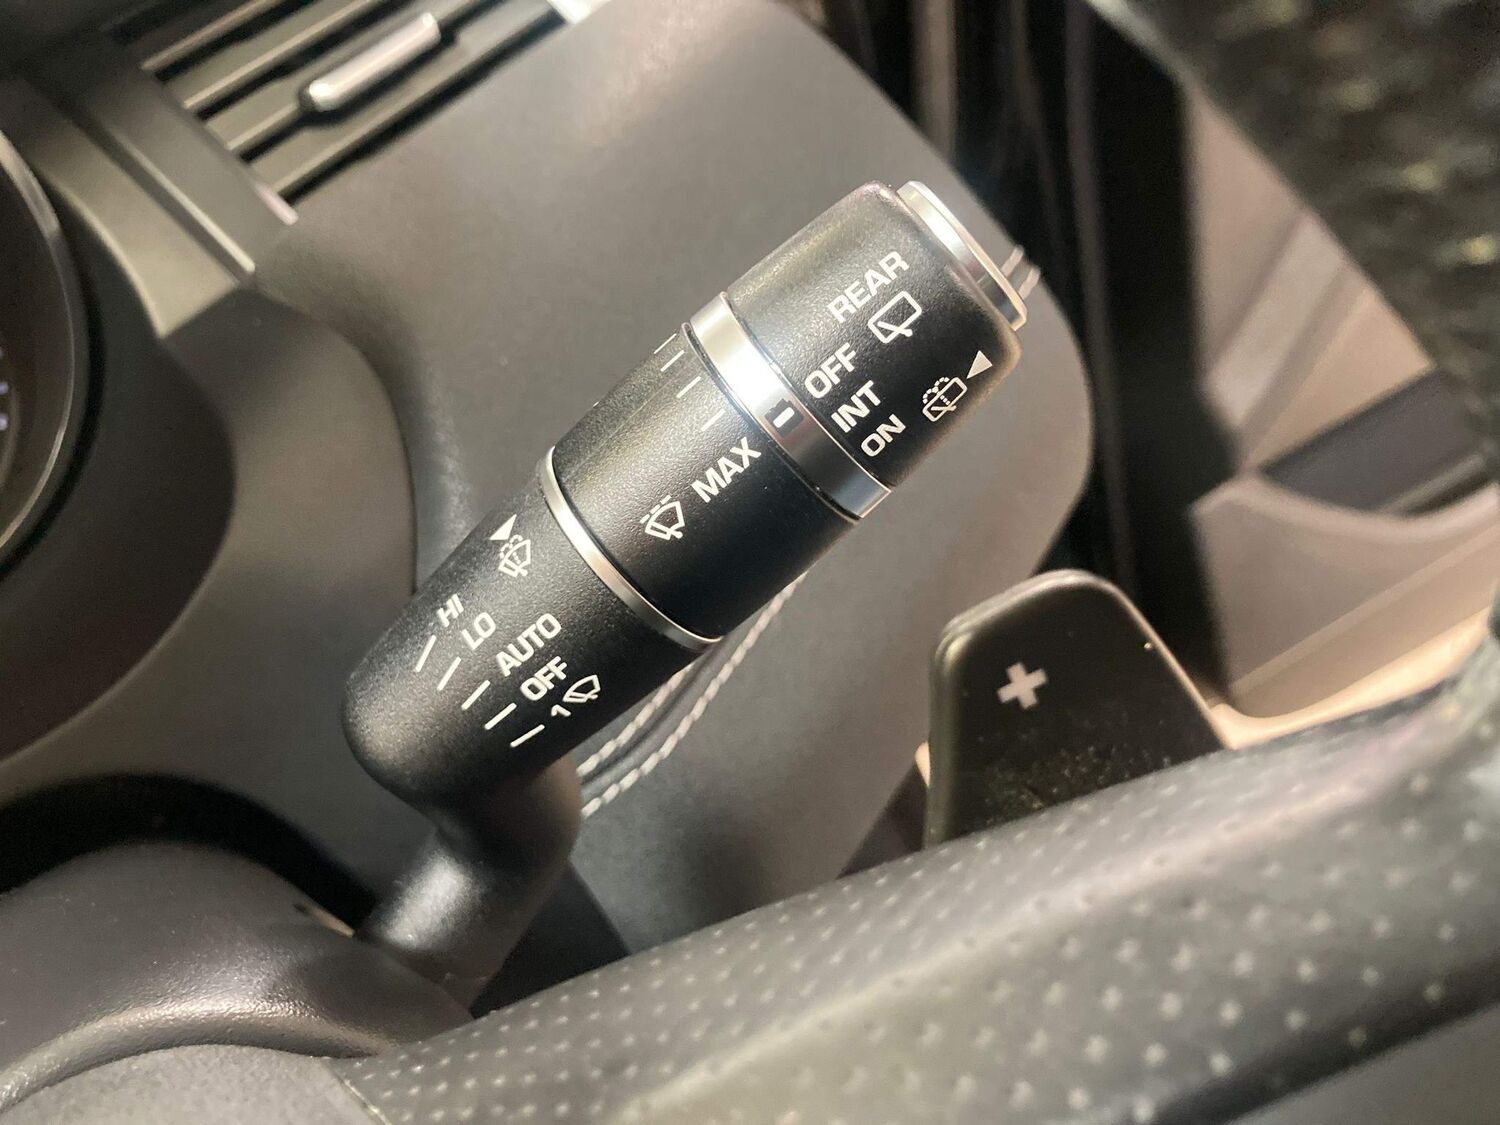 REAR
OFF
INT
ON
MAX
HI
LO
AUTO
OFF
1
+